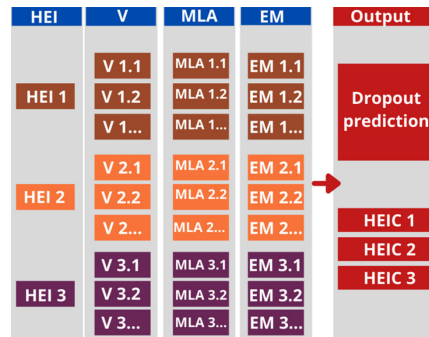 HEI V MLA EM Output
V 1.1 MLA 1.1 EM 1.1
HEI 1 V 1.2 MLA 1.2 EM 1.2
V 1... MLA 1... EM 1...
Dropout
prediction
V 2.1 MLA 2.1 EM 2.1
HEI 2 V 2.2 MLA 2.2 EM 2.2
V 2... MLA 2... EM 2...
HEIC 1
HEIC 2
HEIC 3
V 3.1 MLA 3.1 EM 3.1
HEI 3 V 3.2 MLA 3.2 EM 3.2
V 3... MLA 3... EM 3...